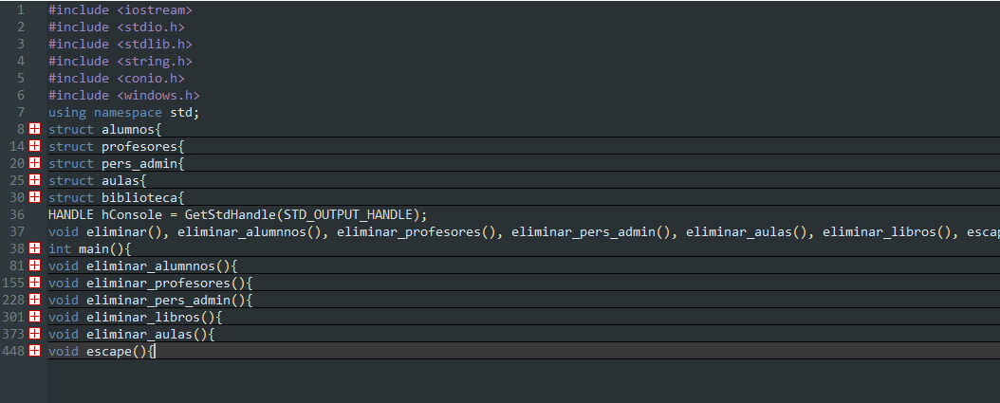 1 #include <iostream>
2 #include <stdio.h>
3 #include <stdlib.h>
4 #include <string.h>
5 #include <conio.h>
6 #include <windows.h>
7 using namespace std;
8 struct alumnos{
14 struct profesores{
20 struct pers_admin{
25 struct aulas{
30 struct biblioteca{
36 HANDLE hConsole = GetStdHandle(STD_OUTPUT_HANDLE);
37 void eliminar(), eliminar_alumnnos(), eliminar_profesores(), eliminar_pers_admin(), eliminar_aulas(), eliminar_libros(), escap
38 int main(){
81 void eliminar_alumnnos(){
155 void eliminar_profesores(){
228 void eliminar_pers_admin(){
301 void eliminar_libros(){
373 void eliminar_aulas(){
448 void escape(){